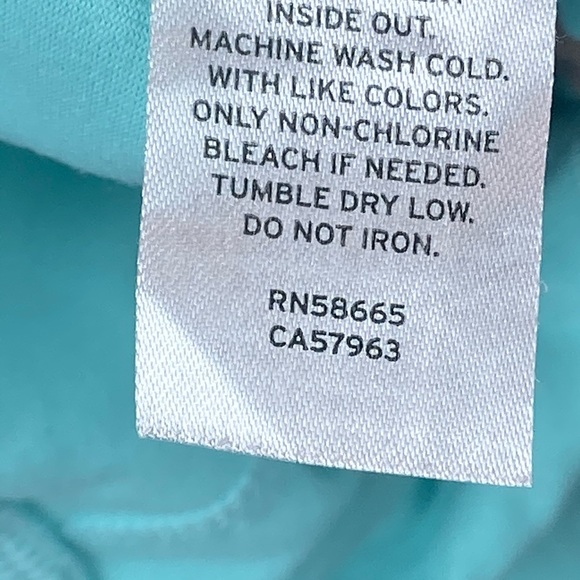 INSIDE OUT.
MACHINE WASH COLD.
WITH LIKE COLORS.
ONLY NON-CHLORINE
BLEACH IF NEEDED.
TUMBLE DRY LOW.
DO NOT IRON.
RN58665
CA57963